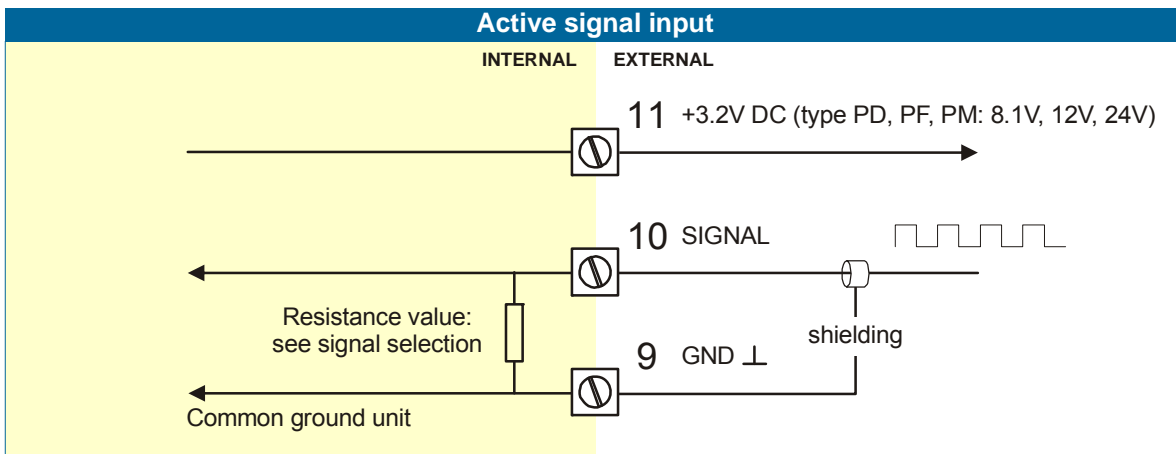 Active signal input
INTERNAL EXTERNAL
11 +3.2V DC (type PD, PF, PM: 8.1V, 12V, 24V)
10 SIGNAL
Resistance value:
see signal selection
shielding
9 GND ⊥
Common ground unit